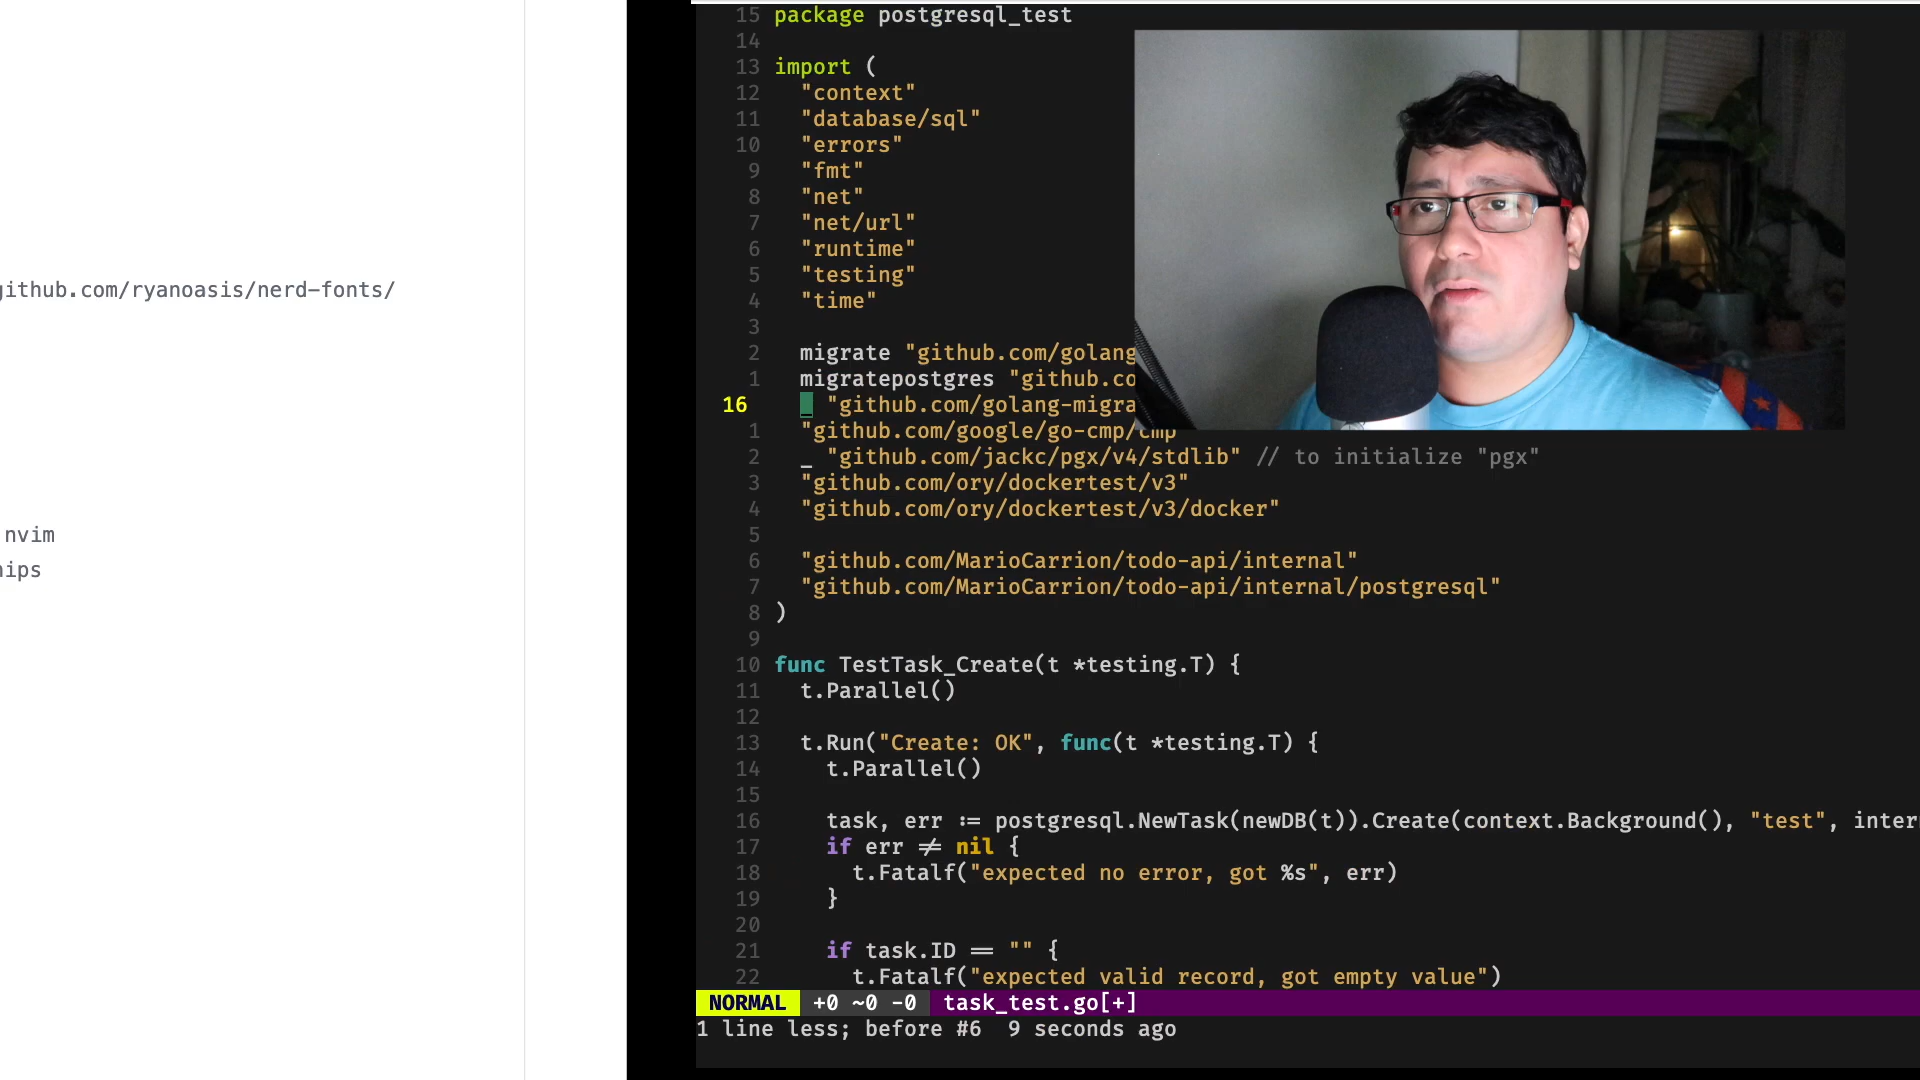 github.com/ryanoasis/nerd-fonts/
nvim
15 package postgresql_test
14
13 import (
12 "context"
11 "database/sql"
10 "errors"
9 "fmt"
8 "net"
7 "net/url"
6 "runtime"
5 "testing"
4 "time"
3
2 migrate "github.com/golang
1 migratepostgres "github.co
16 _ "github.com/golang-migra
1 "github.com/google/go-cmp/cmp"
2 _ "github.com/jackc/pgx/v4/stdlib" // to initialize "pgx"
3 "github.com/ory/dockertest/v3"
4 "github.com/ory/dockertest/v3/docker"
5
6 "github.com/MarioCarrion/todo-api/internal"
7 "github.com/MarioCarrion/todo-api/internal/postgresql"
8 )
9
10 func TestTask_Create(t *testing.T) {
11 t.Parallel()
12
13 t.Run("Create: OK", func(t *testing.T) {
14 t.Parallel()
15
16 task, err := postgresql.NewTask(newDB(t)).Create(context.Background(), "test", inter
17 if err ≠ nil {
18 t.Fatalf("expected no error, got %s", err)
19 }
20
21 if task.ID == "" {
22 t.Fatalf("expected valid record, got empty value")
NORMAL +0 ~0 -0 task_test.go[+]
1 line less; before #6 9 seconds ago